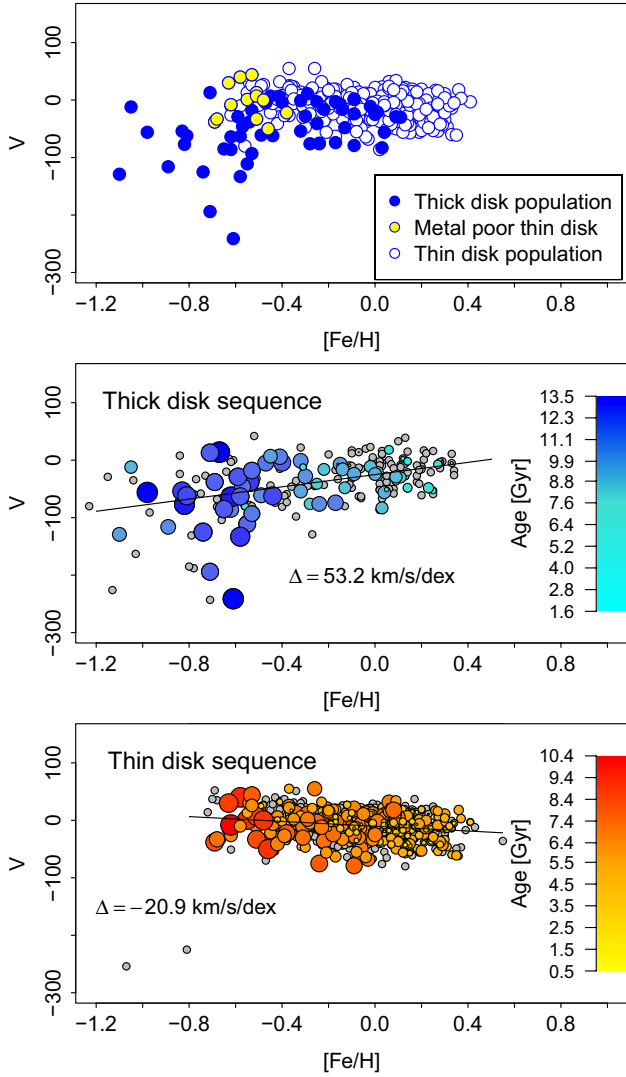 100
0
−100
−300
V
Thick disk population
Metal poor thin disk
Thin disk population
−1.2 −0.8 −0.4 0.0 0.4 0.8
[Fe/H]
Thick disk sequence
100
0
−100
−300
V
Δ = 53.2 km/s/dex
Age [Gyr]
13.5
12.3
11.1
9.9
8.8
7.6
6.4
5.2
4.0
2.8
1.6
−1.2 −0.8 −0.4 0.0 0.4 0.8
[Fe/H]
Thin disk sequence
100
0
−100
−300
V
Δ = −20.9 km/s/dex
Age [Gyr]
10.4
9.4
8.4
7.4
6.4
5.5
4.5
3.5
2.5
1.5
0.5
−1.2 −0.8 −0.4 0.0 0.4 0.8
[Fe/H]